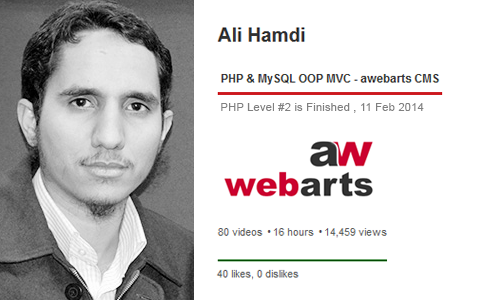 Ali Hamdi
PHP & MySQL OOP MVC - awebarts CMS
PHP Level #2 is Finished , 11 Feb 2014
aw
webarts
80 videos • 16 hours • 14,459 views
40 likes, 0 dislikes